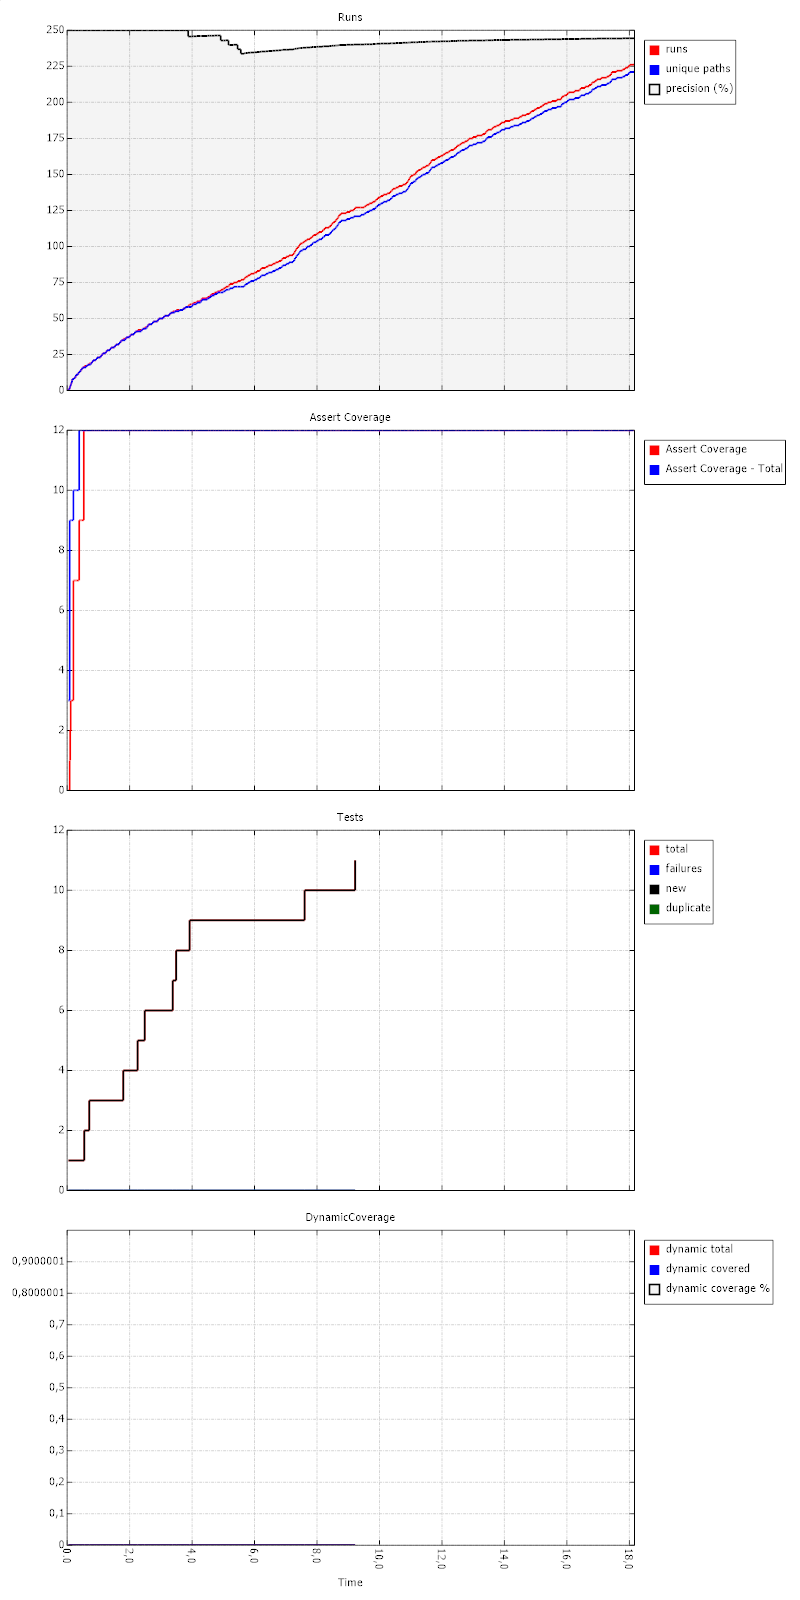 Runs
250
225
200
175
150
125
100
75
50
25
0
runs
unique paths
precision (%)
Assert Coverage
12
10
8
6
4
2
0
Assert Coverage
Assert Coverage - Total
Tests
12
10
8
6
4
2
0
total
failures
new
duplicate
DynamicCoverage
0,9000001
0,8000001
0,7
0,6
0,5
0,4
0,3
0,2
0,1
0
dynamic total
dynamic covered
dynamic coverage %
0,0 2,0 4,0 6,0 8,0 10,0 12,0 14,0 16,0 18,0
Time